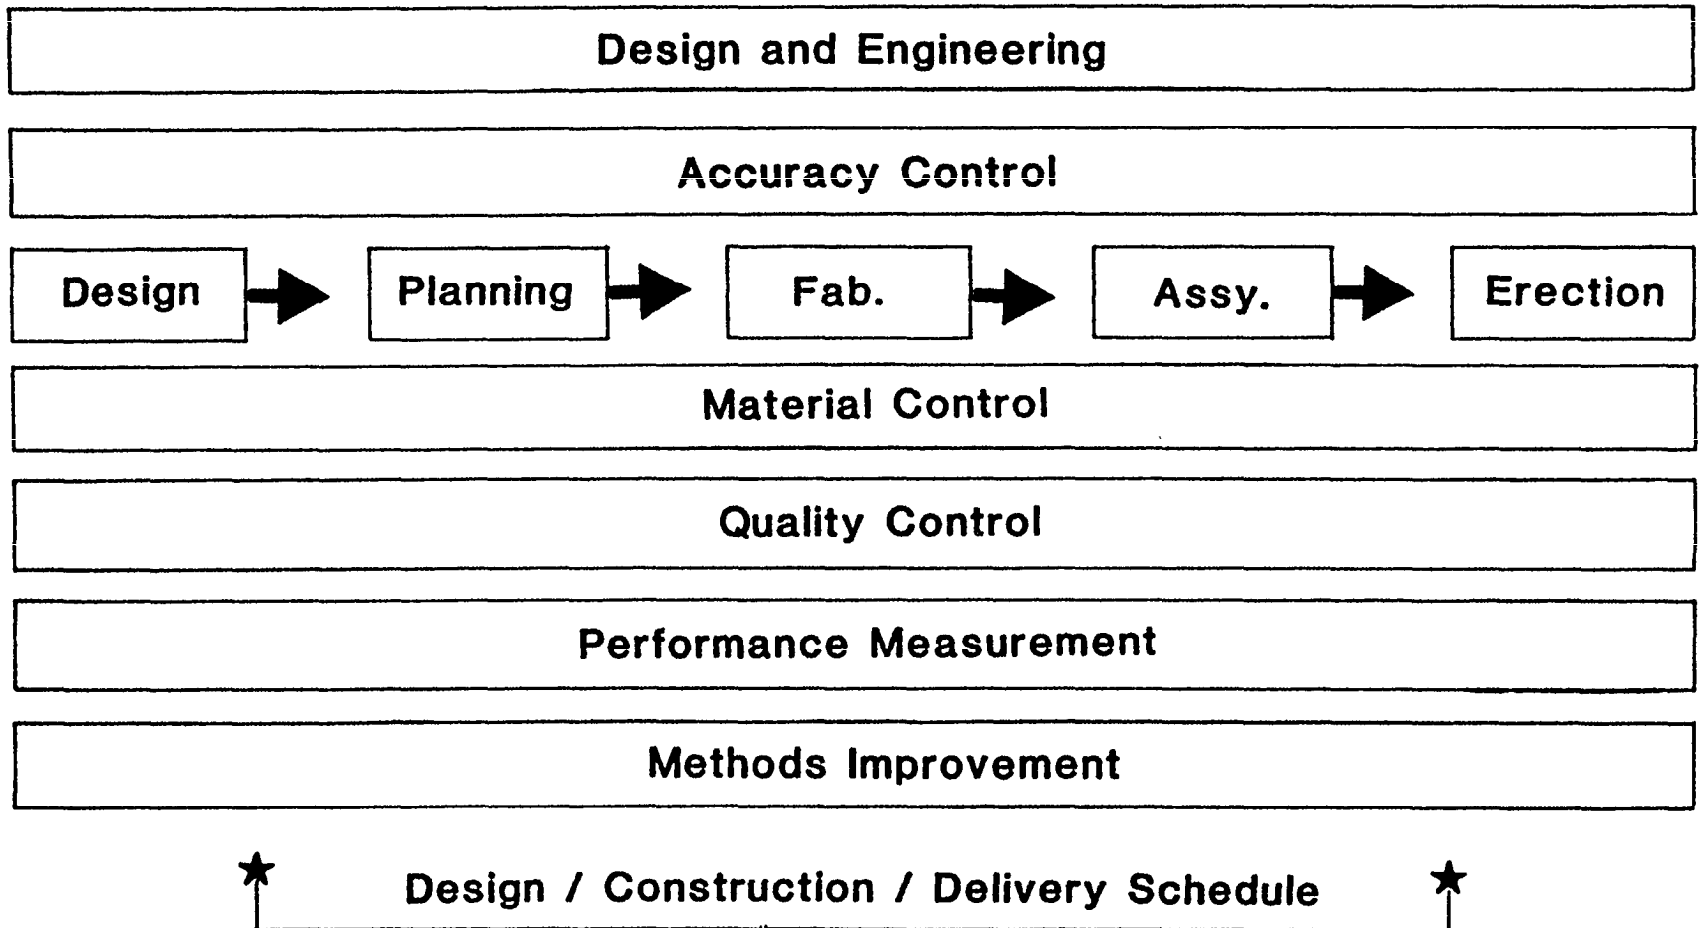 Design and Engineering
Accuracy Control
Design Planning Fab. Assy. Erection
Material Control
Quality Control
Performance Measurement
Methods Improvement
Design / Construction / Delivery Schedule